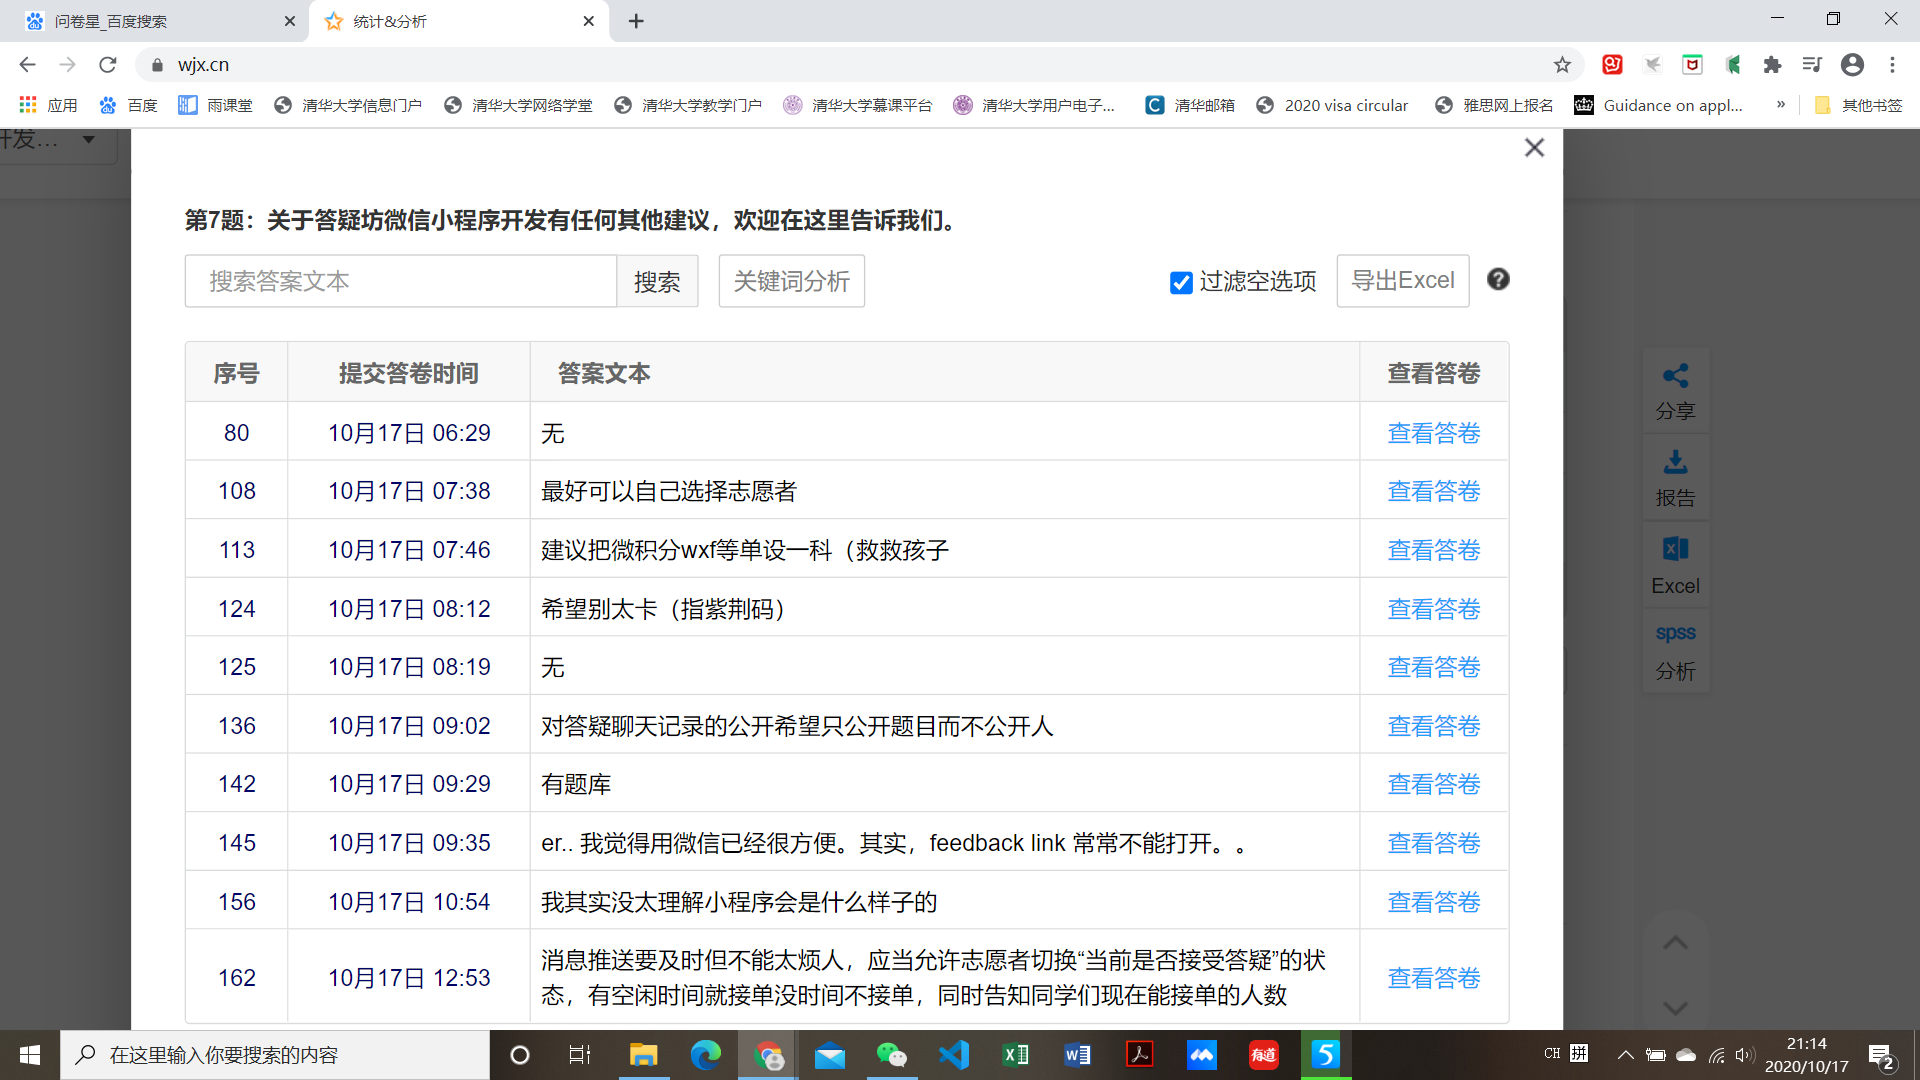 问卷星_百度搜索
统计&分析
wjx.cn
应用
百度
雨课堂
清华大学信息门户
清华大学网络学堂
清华大学教学门户
清华大学慕课平台
清华大学用户电子...
清华邮箱
2020 visa circular
雅思网上报名
Guidance on appl...
»
其他书签
开发...
第7题：关于答疑坊微信小程序开发有任何其他建议，欢迎在这里告诉我们。
搜索答案文本 搜索 关键词分析 过滤空选项 导出Excel
序号 提交答卷时间 答案文本 查看答卷
80 10月17日 06:29 无 查看答卷
108 10月17日 07:38 最好可以自己选择志愿者 查看答卷
113 10月17日 07:46 建议把微积分wxf等单设一科（救救孩子 查看答卷
124 10月17日 08:12 希望别太卡（指紫荆码） 查看答卷
125 10月17日 08:19 无 查看答卷
136 10月17日 09:02 对答疑聊天记录的公开希望只公开题目而不公开人 查看答卷
142 10月17日 09:29 有题库 查看答卷
145 10月17日 09:35 er.. 我觉得用微信已经很方便。其实，feedback link 常常不能打开。。 查看答卷
156 10月17日 10:54 我其实没太理解小程序会是什么样子的 查看答卷
162 10月17日 12:53 消息推送要及时但不能太烦人，应当允许志愿者切换“当前是否接受答疑”的状
态，有空闲时间就接单没时间不接单，同时告知同学们现在能接单的人数 查看答卷
分享
报告
Excel
spss
分析
在这里输入你要搜索的内容
有道
CH 拼
21:14
2020/10/17
2